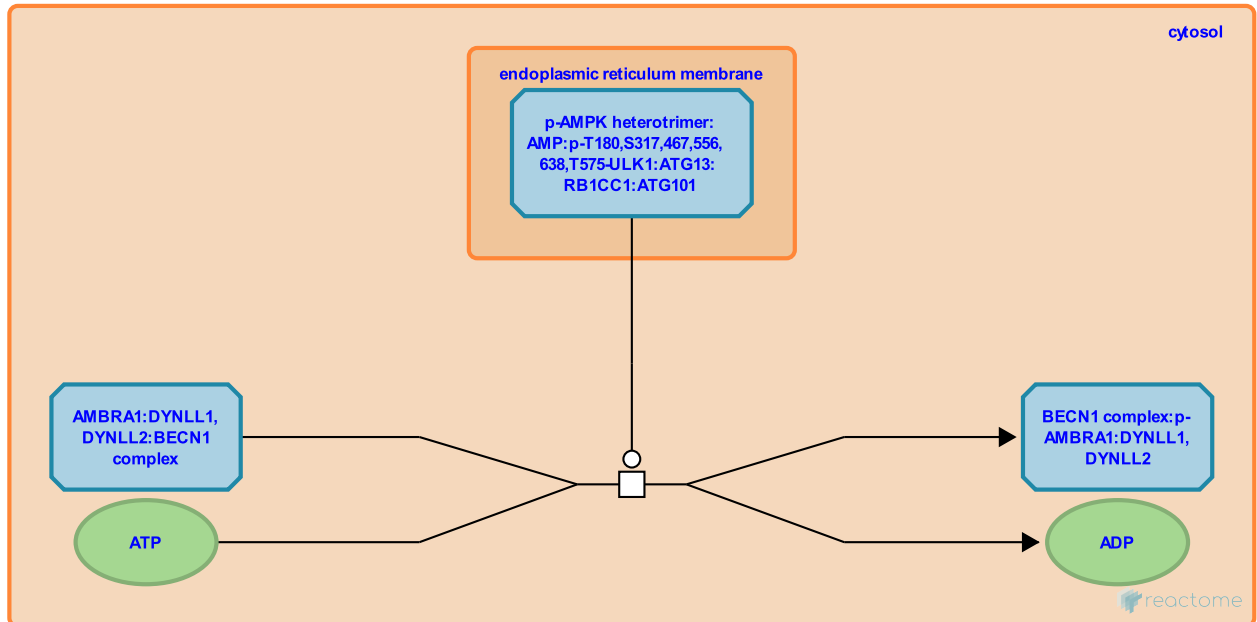 cytosol
endoplasmic reticulum membrane
p-AMPK heterotrimer:
AMP:p-T180,S317,467,556,
638,T575-ULK1:ATG13:
RB1CC1:ATG101
AMBRA1:DYNLL1,
DYNLL2:BECN1
complex
BECN1 complex:p-
AMBRA1:DYNLL1,
DYNLL2
ATP
ADP
reactome